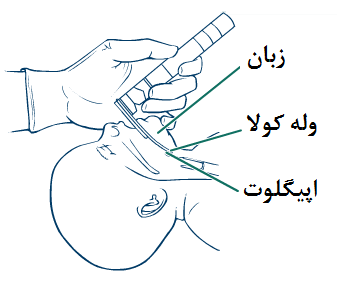 زبان
وله کولا
اپیگلوت